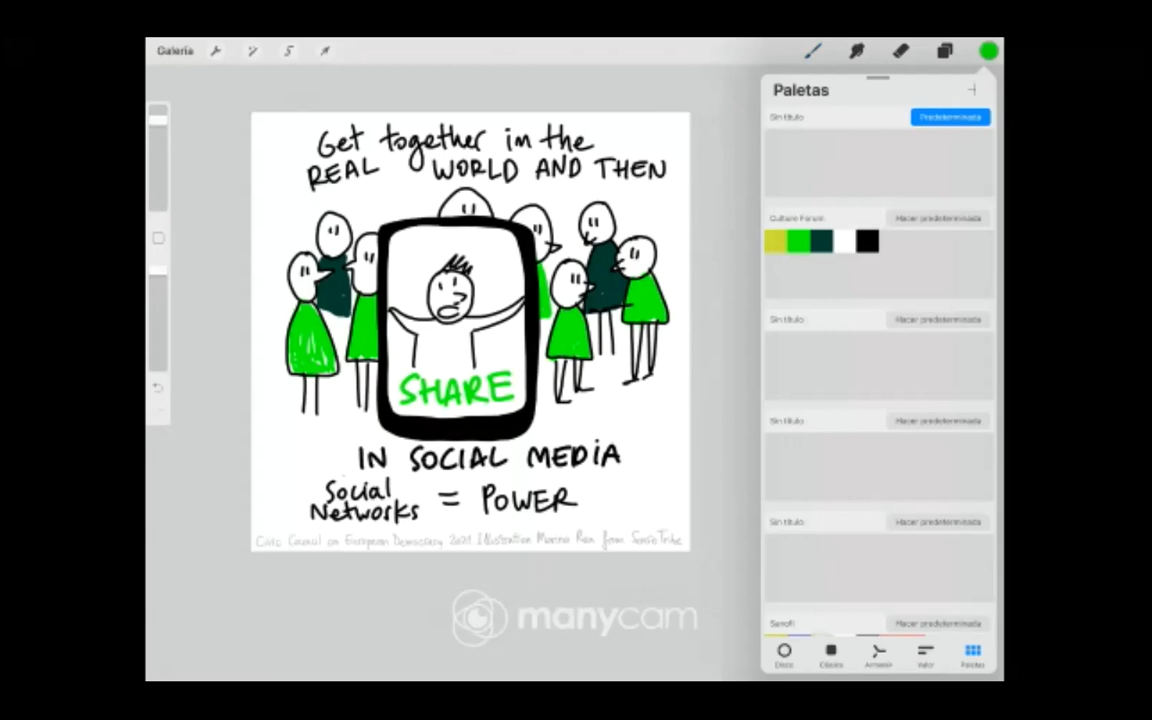 Galería
Get together in the
REAL WORLD AND THEN
SHARE
IN SOCIAL MEDIA
Social
Networks = POWER
Civic Council on European Democracy 2021 Illustration Marina Roa from SenseTribe
manycam
Paletas
Sin título Predeterminada
Culture Forum Hacer predeterminada
Sin título Hacer predeterminada
Sin título Hacer predeterminada
Sin título Hacer predeterminada
Sanofi Hacer predeterminada
Disco Clásico Armonía Valor Paletas